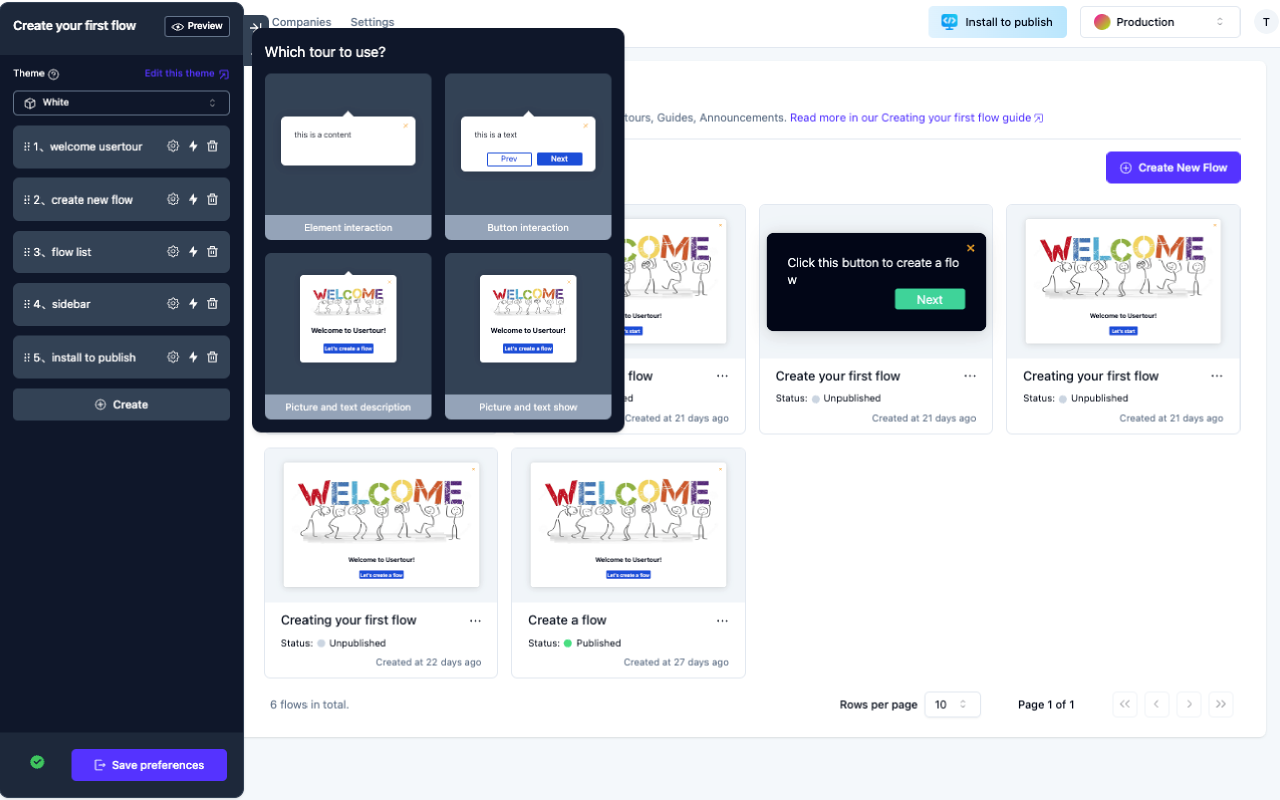 Create your first flow
Preview
Theme
Edit this theme
White
1、welcome usertour
2、create new flow
3、flow list
4、sidebar
5、install to publish
Create
Save preferences
Companies
Settings
Install to publish
Production
T
Which tour to use?
this is a content
Element interaction
this is a text
Prev
Next
Button interaction
WELCOME
Welcome to Usertour!
Let's create a flow
Picture and text description
WELCOME
Welcome to Usertour!
Let's create a flow
Picture and text show
tours, Guides, Announcements. Read more in our Creating your first flow guide
Create New Flow
COME
to Usertour!
's start
flow
ed
Created at 21 days ago
Click this button to create a flo
w
Next
Create your first flow
Status: Unpublished
Created at 21 days ago
WELCOME
Welcome to Usertour!
Let's start
Creating your first flow
Status: Unpublished
Created at 21 days ago
WELCOME
Welcome to Usertour!
Let's create a flow
Creating your first flow
Status: Unpublished
Created at 22 days ago
WELCOME
Welcome to Usertour!
Let's create a flow
Create a flow
Status: Published
Created at 27 days ago
6 flows in total.
Rows per page
10
Page 1 of 1